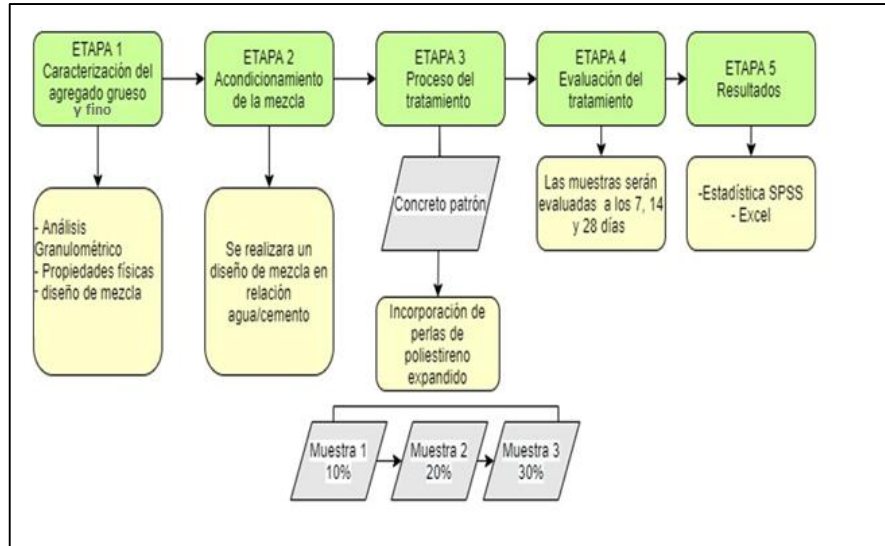 ETAPA 1
Caracterización del
agregado grueso
y fino
ETAPA 2
Acondicionamiento
de la mezcla
ETAPA 3
Proceso del
tratamiento
ETAPA 4
Evaluación del
tratamiento
ETAPA 5
Resultados
- Análisis
Granulométrico
- Propiedades físicas
- diseño de mezcla
Se realizara un
diseño de mezcla en
relación
agua/cemento
Concreto patrón
Incorporación de
perlas de
poliestireno
expandido
Las muestras serán
evaluadas a los 7, 14
y 28 días
-Estadística SPSS
- Excel
Muestra 1
10%
Muestra 2
20%
Muestra 3
30%